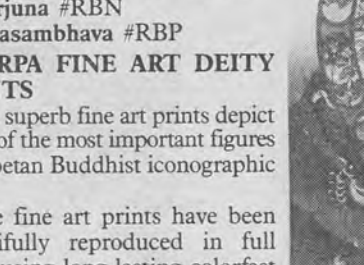 rjuna #RBN
asambhava #RBP
RPA FINE ART DEITY
TS
superb fine art prints depict
of the most important figures
etan Buddhist iconographic
e fine art prints have been
ifully reproduced in full